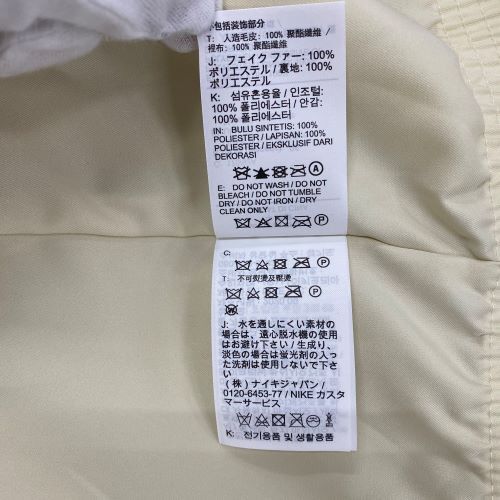 不包括装饰部分
T: 人造毛皮: 100% 聚酯纖維 /
裡布: 100% 聚酯纖維
J: フェイク ファー: 100%
ポリエステル / 裏地: 100%
ポリエステル
K: 섬유혼용율 / 인조털:
100% 폴리에스터 / 안감:
100% 폴리에스터
IN: BULU SINTETIS: 100%
POLIESTER / LAPISAN: 100%
POLIESTER / EKSKLUSIF DARI
DEKORASI
A
E: DO NOT WASH / DO NOT
BLEACH / DO NOT TUMBLE
DRY / DO NOT IRON / DRY
CLEAN ONLY
P
C:
P
T: 不可熨燙及壓燙
P
W
J: 水を通しにくい素材の
場合は、遠心脱水機の使用
はお避け下さい / 生成り、
淡色の場合は蛍光剤の入っ
た洗剤は使用しないで下さ
い
(株) ナイキジャパン /
0120-6453-77 / NIKE カスタ
マーサービス
K: 전기용품 및 생활용품